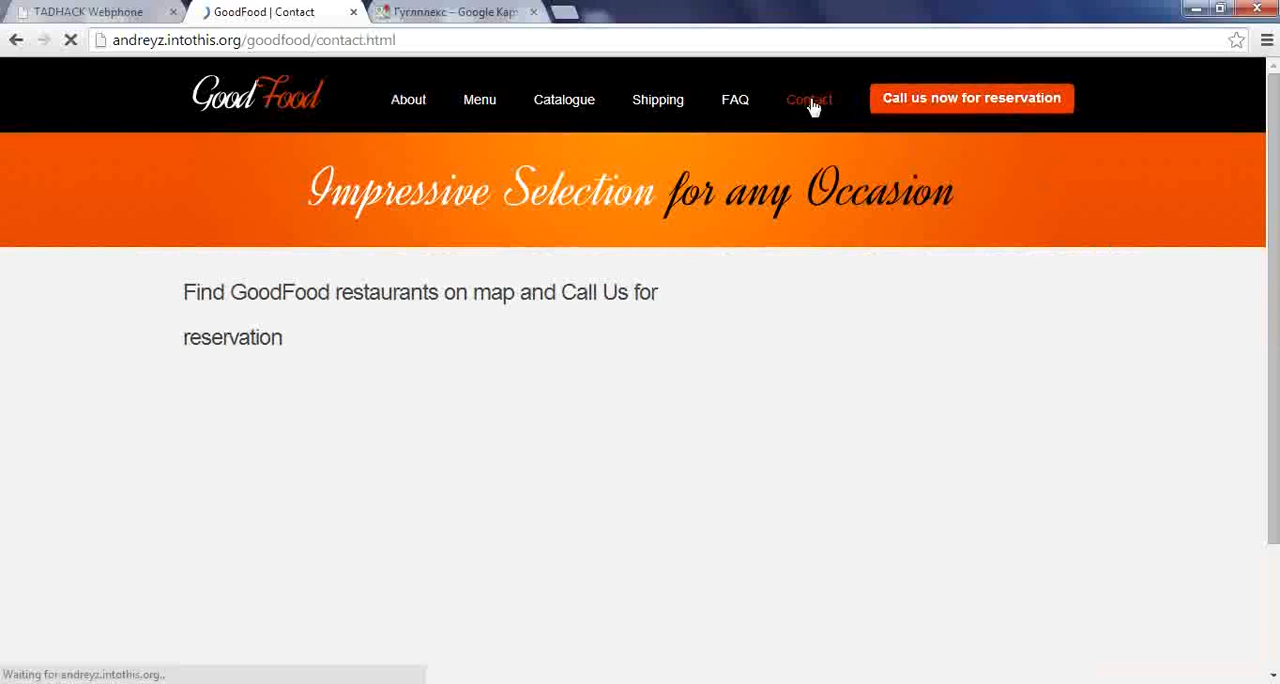 TADHACK Webphone
GoodFood | Contact
Гуглплекс – Google Кар
andreyz.intothis.org/goodfood/contact.html
GoodFood
About
Menu
Catalogue
Shipping
FAQ
Contact
Call us now for reservation
Impressive Selection for any Occasion
Find GoodFood restaurants on map and Call Us for
reservation
Waiting for andreyz.intothis.org...